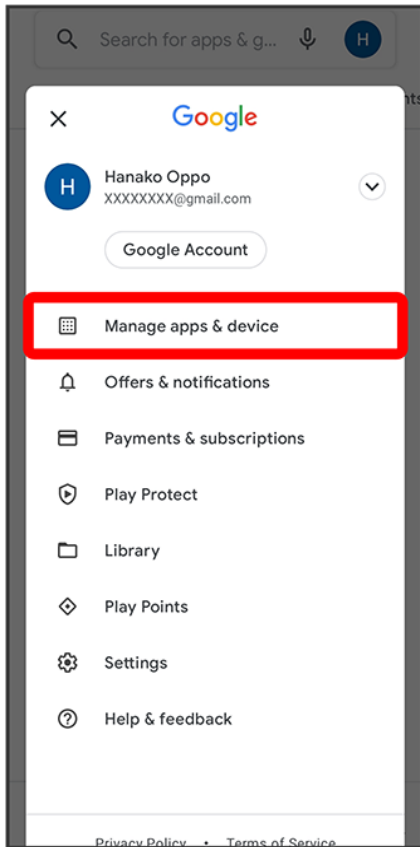 Search for apps & g...
H
nts
Google
H
Hanako Oppo
XXXXXXXX@gmail.com
Google Account
Manage apps & device
Offers & notifications
Payments & subscriptions
Play Protect
Library
Play Points
Settings
Help & feedback
Privacy Policy • Terms of Service